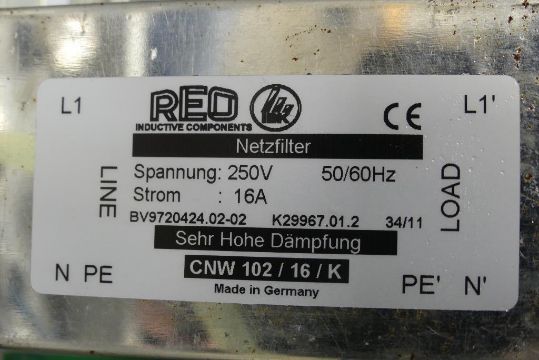 L1 REO CE L1'
INDUCTIVE COMPONENTS
Netzfilter
LINE Spannung: 250V 50/60Hz LOAD
Strom : 16A
BV9720424.02-02 K29967.01.2 34/11
Sehr Hohe Dämpfung
N PE CNW 102 / 16 / K PE' N'
Made in Germany